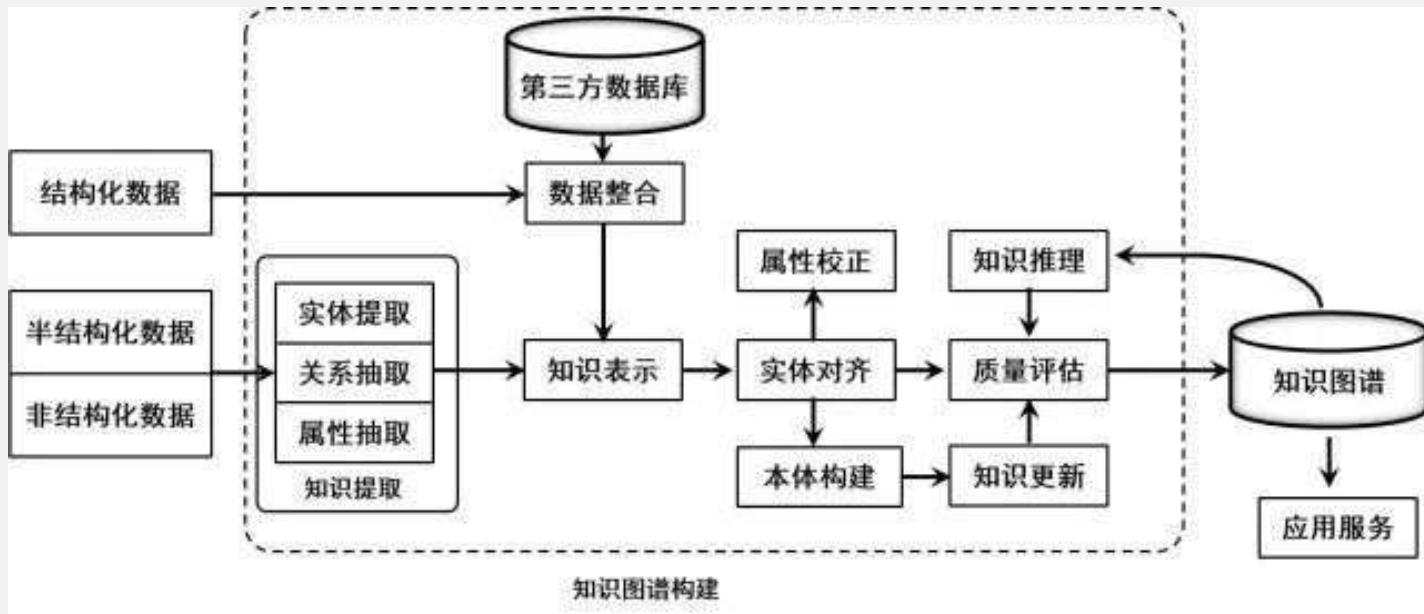 第三方数据库
结构化数据
数据整合
属性校正
知识推理
半结构化数据
非结构化数据
实体提取
关系抽取
属性抽取
知识提取
知识表示
实体对齐
质量评估
知识图谱
本体构建
知识更新
应用服务
知识图谱构建